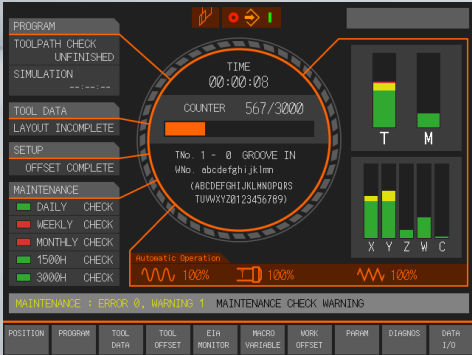 PROGRAM
TOOLPATH CHECK
UNFINISHED
SIMULATION
--:--:--
TOOL DATA
LAYOUT INCOMPLETE
SETUP
OFFSET COMPLETE
MAINTENANCE
DAILY CHECK
WEEKLY CHECK
MONTHLY CHECK
1500H CHECK
3000H CHECK
TIME
00:00:08
COUNTER 567/3000
TNo. 1 - 0 GROOVE IN
WNo. abcdefghijklmn
(ABCDEFGHIJKLMNOPQRS
TUVWXYZ0123456789)
T M
X Y Z W C
Automatic Operation
100% 100% 100%
MAINTENANCE : ERROR 0, WARNING 1 MAINTENANCE CHECK WARNING
POSITION PROGRAM TOOL DATA TOOL OFFSET EIA MONITOR MACRO VARIABLE WORK OFFSET PARAM DIAGNOS DATA I/O